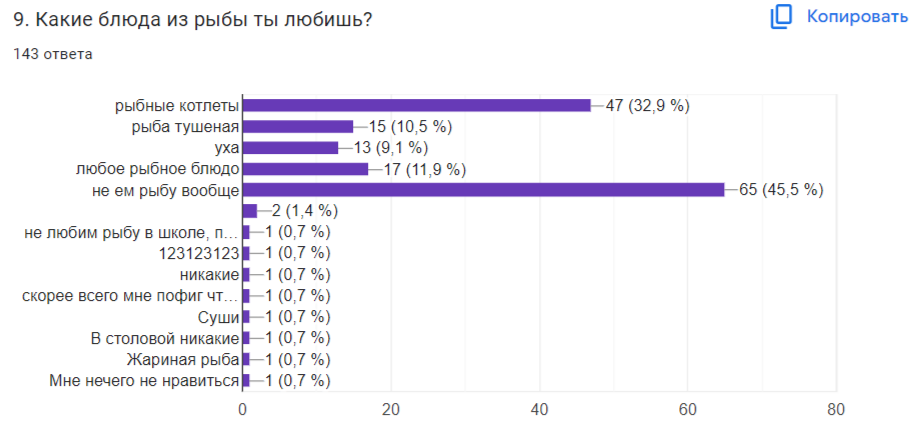 9. Какие блюда из рыбы ты любишь?
Копировать
143 ответа
рыбные котлеты 47 (32,9 %)
рыба тушеная 15 (10,5 %)
уха 13 (9,1 %)
любое рыбное блюдо 17 (11,9 %)
не ем рыбу вообще 65 (45,5 %)
2 (1,4 %)
не любим рыбу в школе, п… 1 (0,7 %)
123123123 1 (0,7 %)
никакие 1 (0,7 %)
скорее всего мне пофиг чт… 1 (0,7 %)
Суши 1 (0,7 %)
В столовой никакие 1 (0,7 %)
Жариная рыба 1 (0,7 %)
Мне нечего не нравиться 1 (0,7 %)
0 20 40 60 80